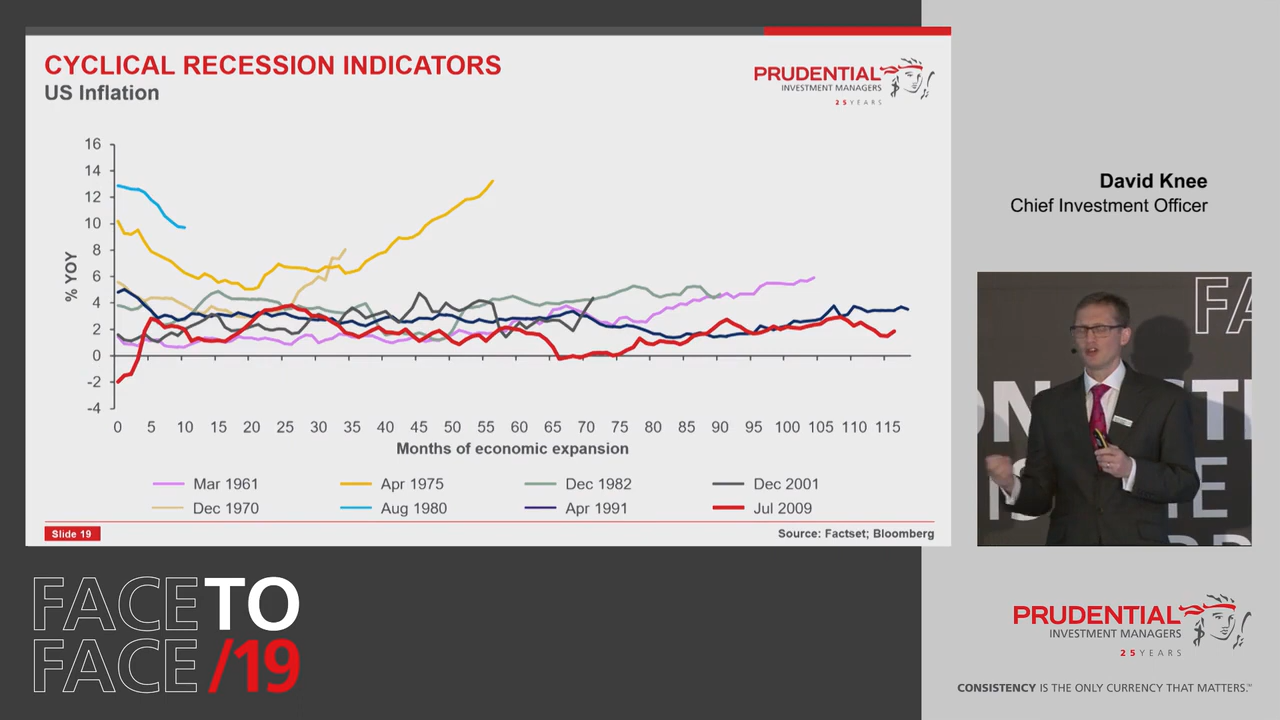 CYCLICAL RECESSION INDICATORS
US Inflation
PRUDENTIAL
INVESTMENT MANAGERS
25 YEARS
% YOY
16
14
12
10
8
6
4
2
0
-2
-4
0 5 10 15 20 25 30 35 40 45 50 55 60 65 70 75 80 85 90 95 100 105 110 115
Months of economic expansion
Mar 1961 Apr 1975 Dec 1982 Dec 2001
Dec 1970 Aug 1980 Apr 1991 Jul 2009
Slide 19
Source: Factset; Bloomberg
David Knee
Chief Investment Officer
FACE TO
FACE /19
PRUDENTIAL
INVESTMENT MANAGERS
25 YEARS
CONSISTENCY IS THE ONLY CURRENCY THAT MATTERS.™